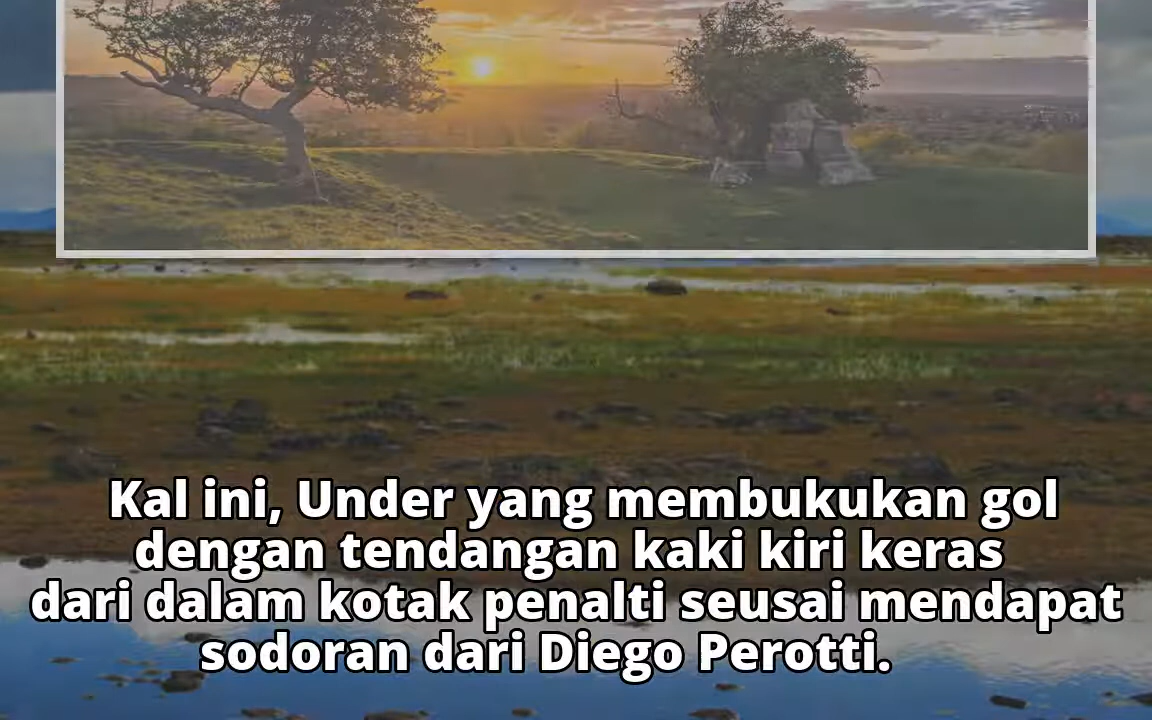 Kal ini, Under yang membukukan gol
dengan tendangan kaki kiri keras
dari dalam kotak penalti seusai mendapat
sodoran dari Diego Perotti.